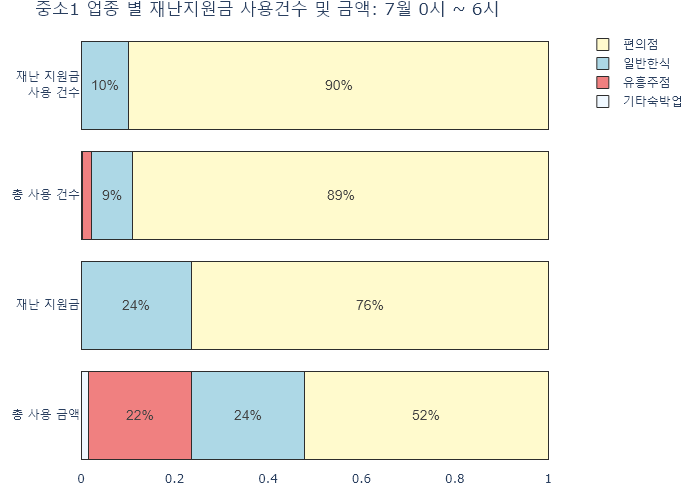 중소1 업종 별 재난지원금 사용건수 및 금액: 7월 0시 ~ 6시
편의점
일반한식
유흥주점
기타숙박업
재난 지원금
사용 건수
10%
90%
총 사용 건수
9%
89%
재난 지원금
24%
76%
총 사용 금액
22%
24%
52%
0
0.2
0.4
0.6
0.8
1